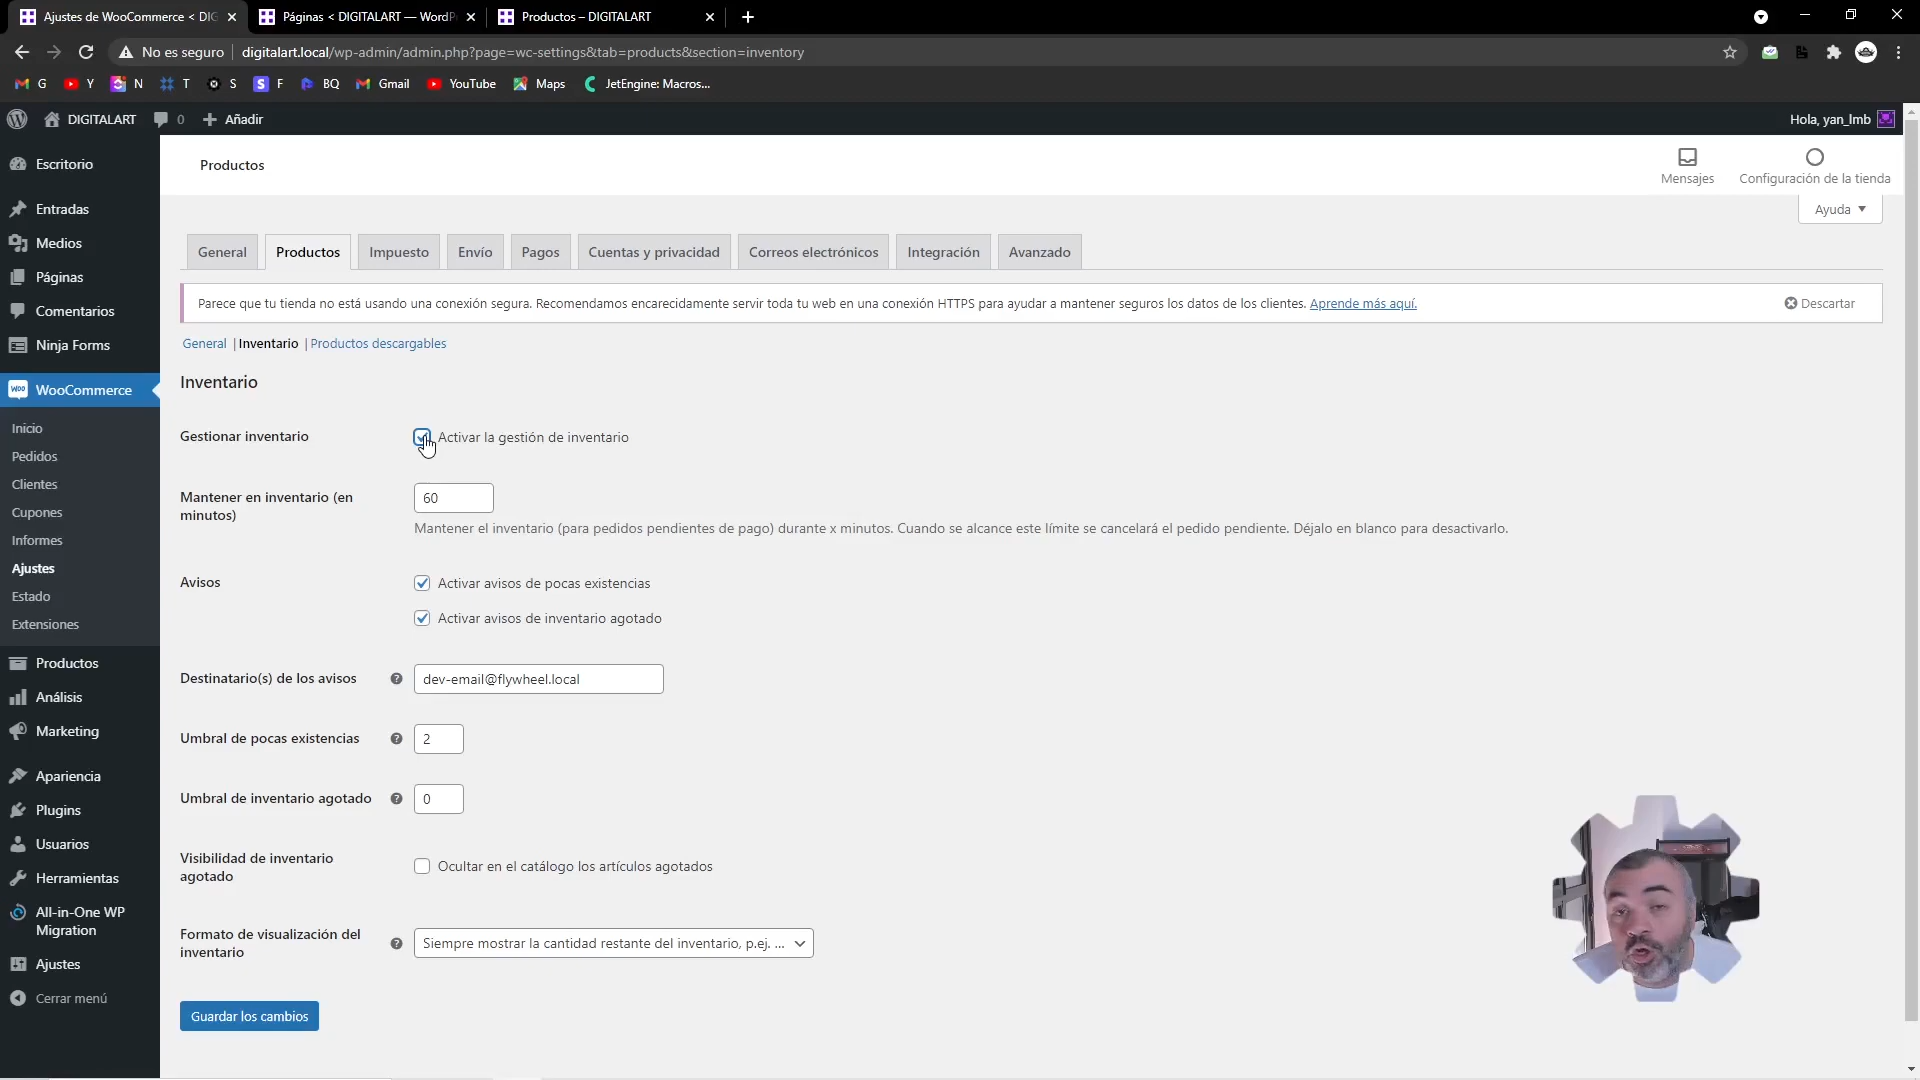 Ajustes de WooCommerce < DIG
Páginas < DIGITALART — WordP
Productos – DIGITALART
No es seguro
digitalart.local/wp-admin/admin.php?page=wc-settings&tab=products&section=inventory
G
Y
N
T
S
F
BQ
Gmail
YouTube
Maps
JetEngine: Macros...
DIGITALART
0
Añadir
Hola, yan_lmb
Escritorio
Entradas
Medios
Páginas
Comentarios
Ninja Forms
WooCommerce
Inicio
Pedidos
Clientes
Cupones
Informes
Ajustes
Estado
Extensiones
Productos
Análisis
Marketing
Apariencia
Plugins
Usuarios
Herramientas
All-in-One WP
Migration
Ajustes
Cerrar menú
Productos
Mensajes
Configuración de la tienda
Ayuda
General
Productos
Impuesto
Envío
Pagos
Cuentas y privacidad
Correos electrónicos
Integración
Avanzado
Parece que tu tienda no está usando una conexión segura. Recomendamos encarecidamente servir toda tu web en una conexión HTTPS para ayudar a mantener seguros los datos de los clientes. Aprende más aquí.
Descartar
General | Inventario | Productos descargables
Inventario
Gestionar inventario
Activar la gestión de inventario
Mantener en inventario (en
minutos)
60
Mantener el inventario (para pedidos pendientes de pago) durante x minutos. Cuando se alcance este límite se cancelará el pedido pendiente. Déjalo en blanco para desactivarlo.
Avisos
Activar avisos de pocas existencias
Activar avisos de inventario agotado
Destinatario(s) de los avisos
dev-email@flywheel.local
Umbral de pocas existencias
2
Umbral de inventario agotado
0
Visibilidad de inventario
agotado
Ocultar en el catálogo los artículos agotados
Formato de visualización del
inventario
Siempre mostrar la cantidad restante del inventario, p.ej. ...
Guardar los cambios